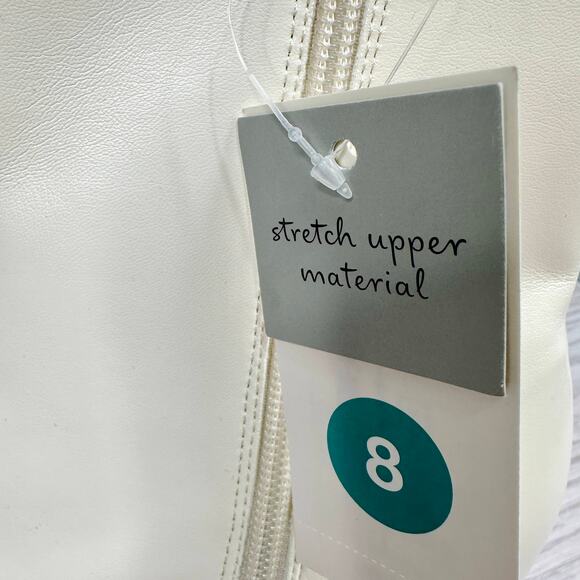 stretch upper
material
8